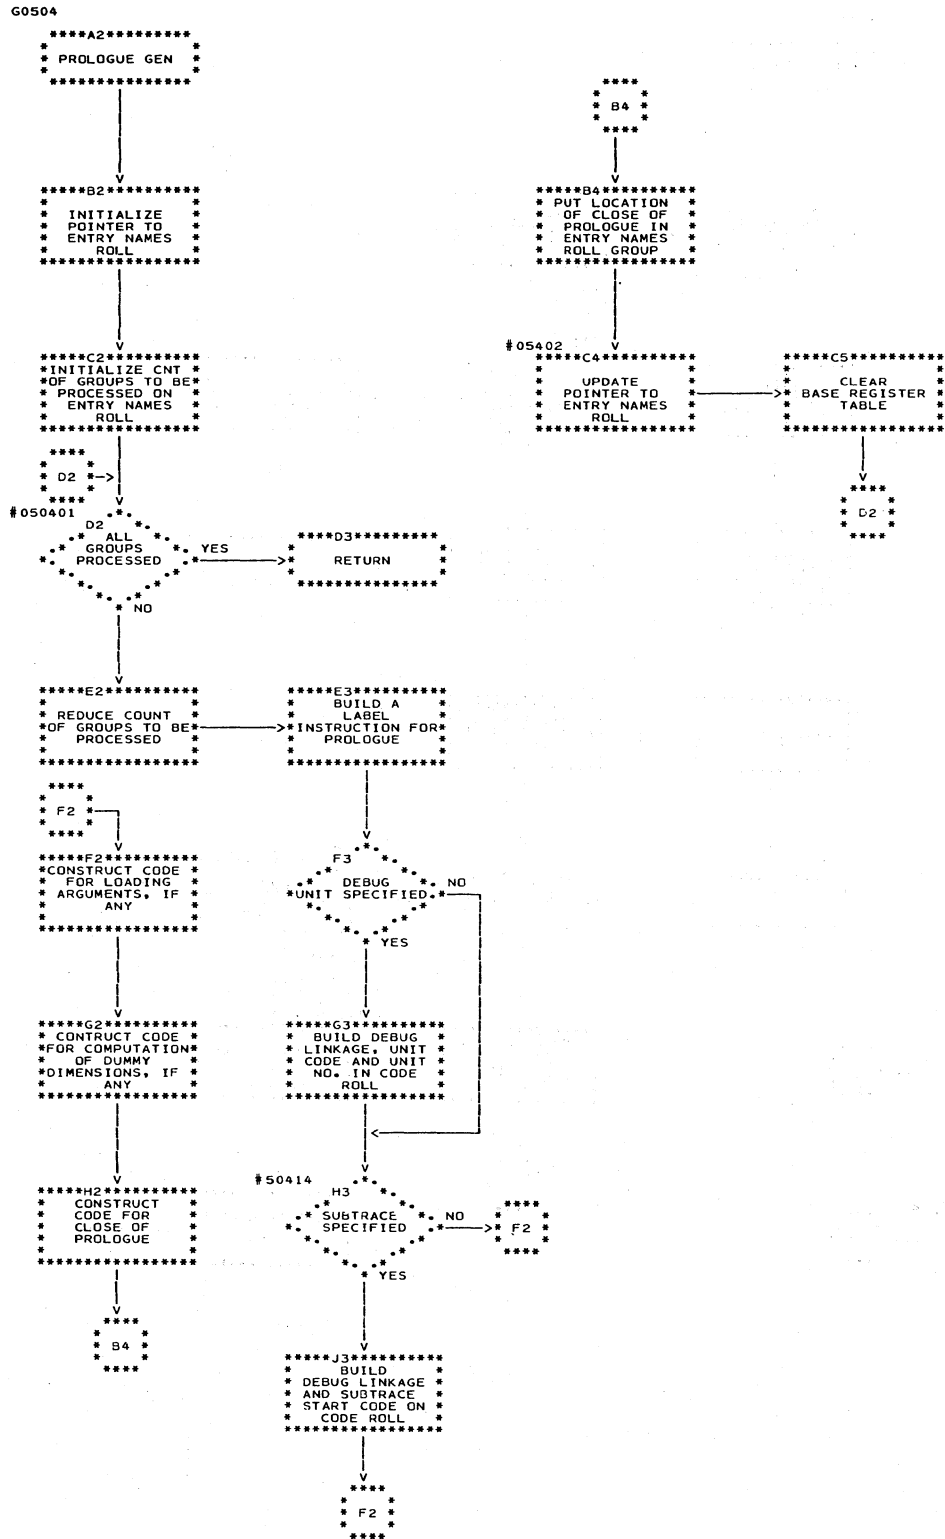 G0504
A2
PROLOGUE GEN
B2
INITIALIZE
POINTER TO
ENTRY NAMES
ROLL
C2
INITIALIZE CNT
OF GROUPS TO BE
PROCESSED ON
ENTRY NAMES
ROLL
D2
#050401
D2
ALL
GROUPS
PROCESSED
YES
NO
D3
RETURN
E2
REDUCE COUNT
OF GROUPS TO BE
PROCESSED
E3
BUILD A
LABEL
INSTRUCTION FOR
PROLOGUE
F3
DEBUG
UNIT SPECIFIED
NO
YES
G3
BUILD DEBUG
LINKAGE, UNIT
CODE AND UNIT
NO. IN CODE
ROLL
#50414
H3
SUBTRACE
SPECIFIED
NO
F2
YES
J3
BUILD
DEBUG LINKAGE
AND SUBTRACE
START CODE ON
CODE ROLL
F2
F2
F2
CONSTRUCT CODE
FOR LOADING
ARGUMENTS, IF
ANY
G2
CONTRUCT CODE
FOR COMPUTATION
OF DUMMY
DIMENSIONS, IF
ANY
H2
CONSTRUCT
CODE FOR
CLOSE OF
PROLOGUE
B4
B4
B4
PUT LOCATION
OF CLOSE OF
PROLOGUE IN
ENTRY NAMES
ROLL GROUP
#05402
C4
UPDATE
POINTER TO
ENTRY NAMES
ROLL
C5
CLEAR
BASE REGISTER
TABLE
D2